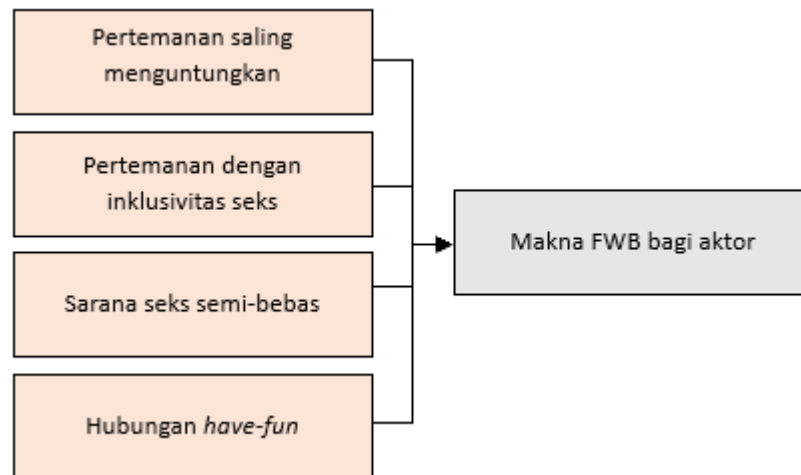 Pertemanan saling
menguntungkan
Pertemanan dengan
inklusivitas seks
Sarana seks semi-bebas
Hubungan have-fun
Makna FWB bagi aktor